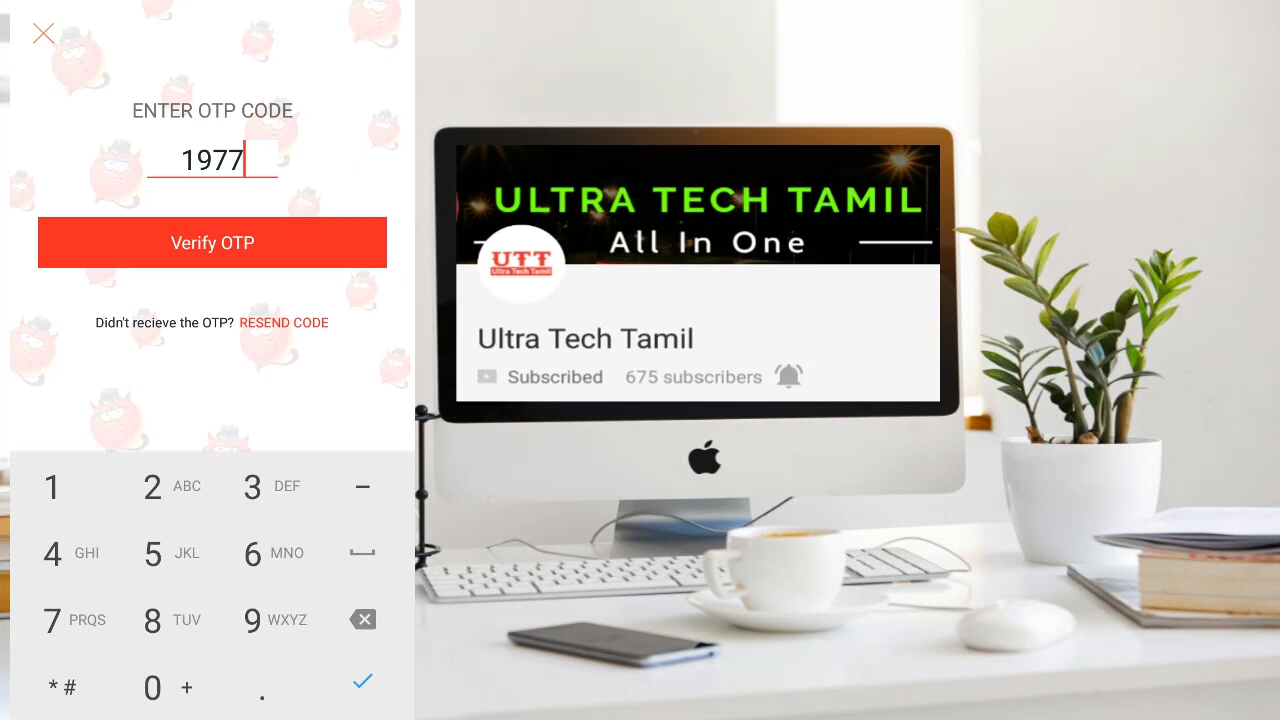 ENTER OTP CODE
1977
Verify OTP
Didn't recieve the OTP? RESEND CODE
1
2 ABC
3 DEF
–
4 GHI
5 JKL
6 MNO
7 PRQS
8 TUV
9 WXYZ
* #
0 +
.
ULTRA TECH TAMIL
All In One
UTT
Ultra Tech Tamil
Ultra Tech Tamil
Subscribed 675 subscribers